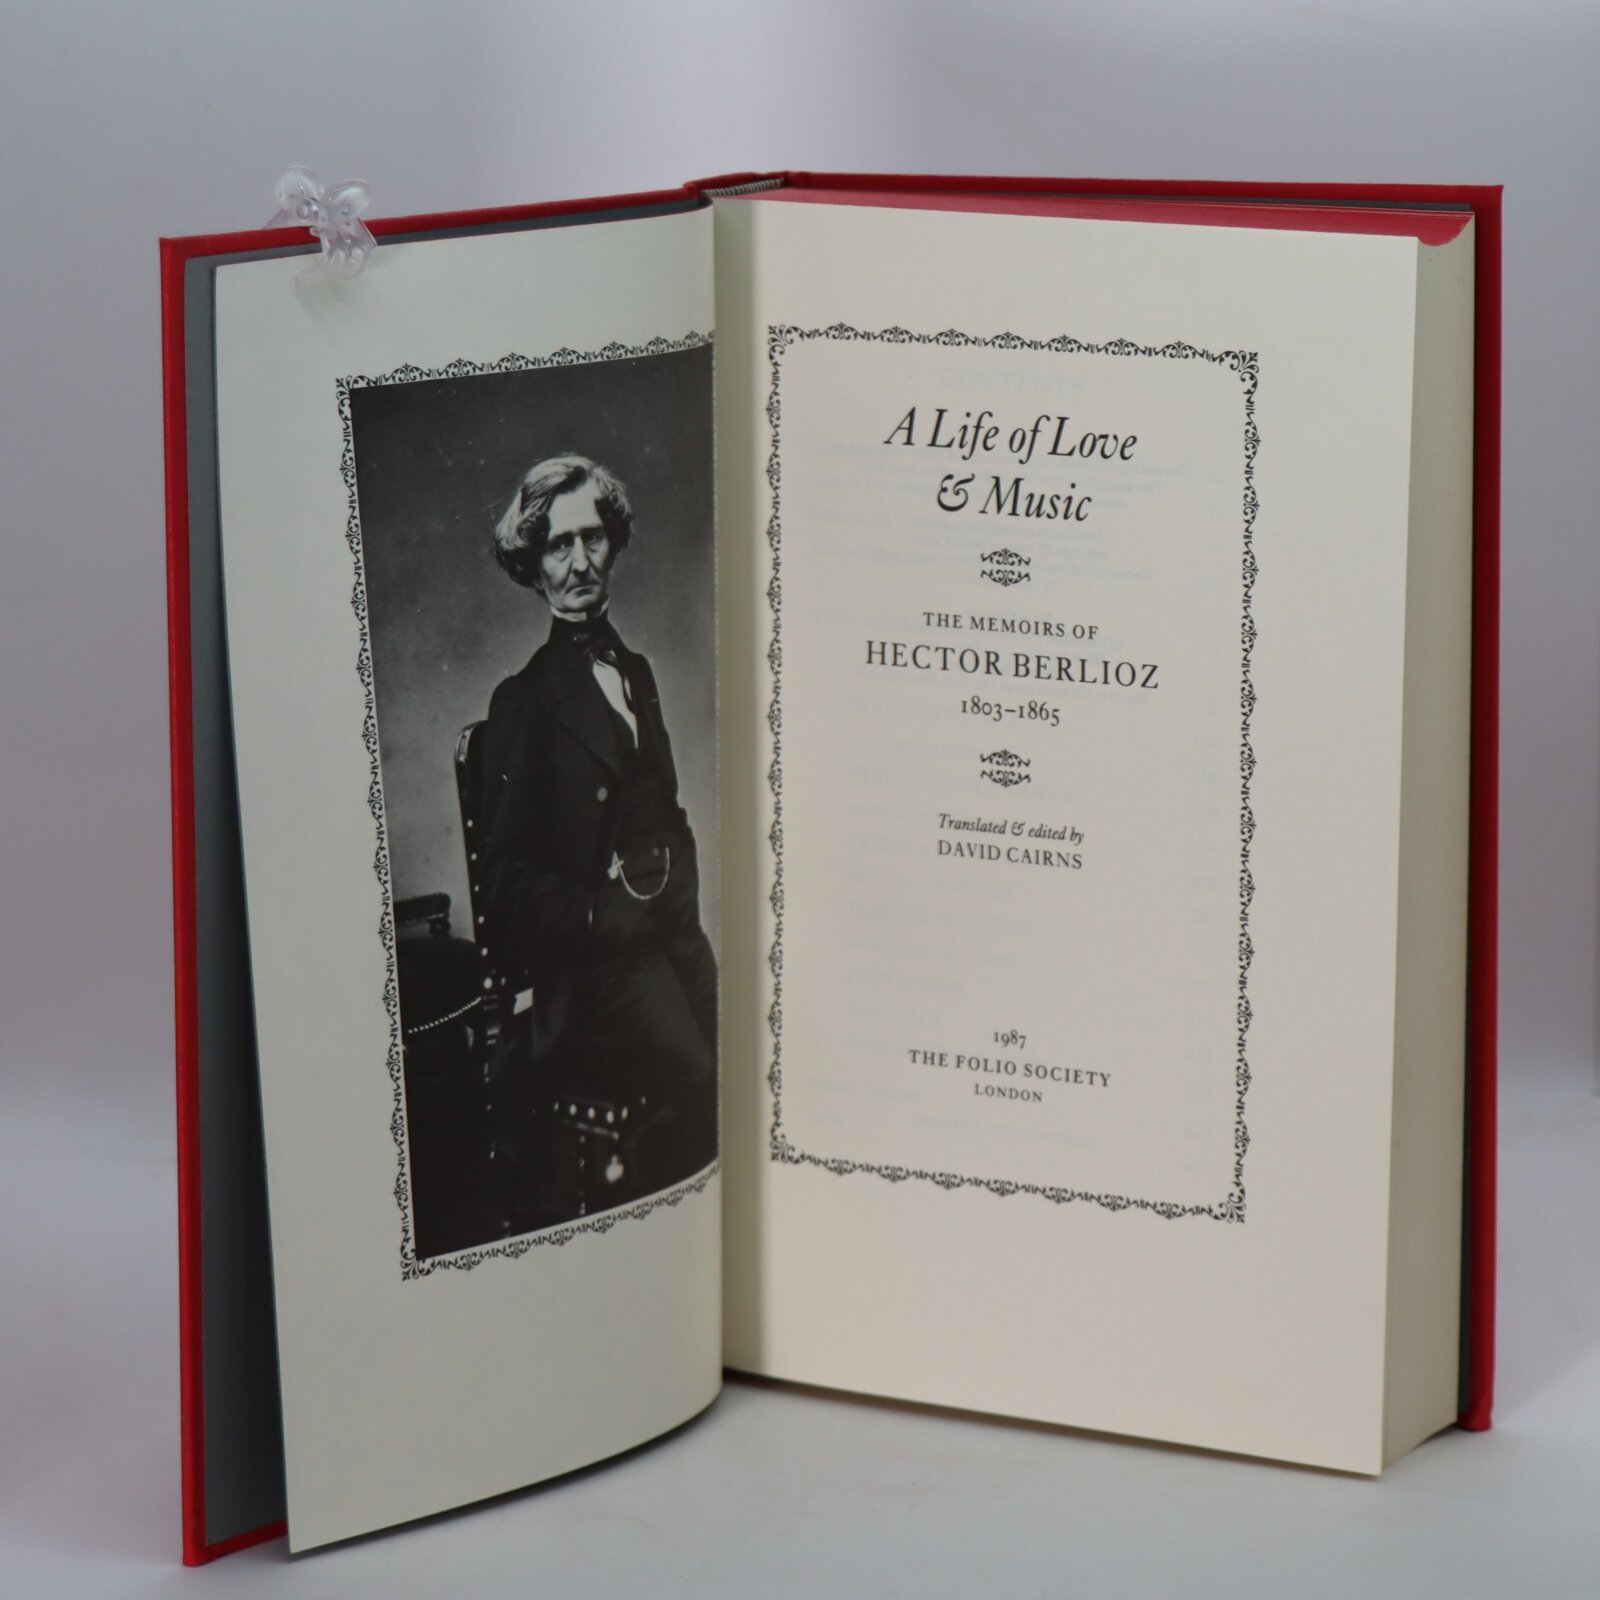 A Life of Love
& Music
THE MEMOIRS OF
HECTOR BERLIOZ
1803–1865
Translated & edited by
DAVID CAIRNS
1987
THE FOLIO SOCIETY
LONDON